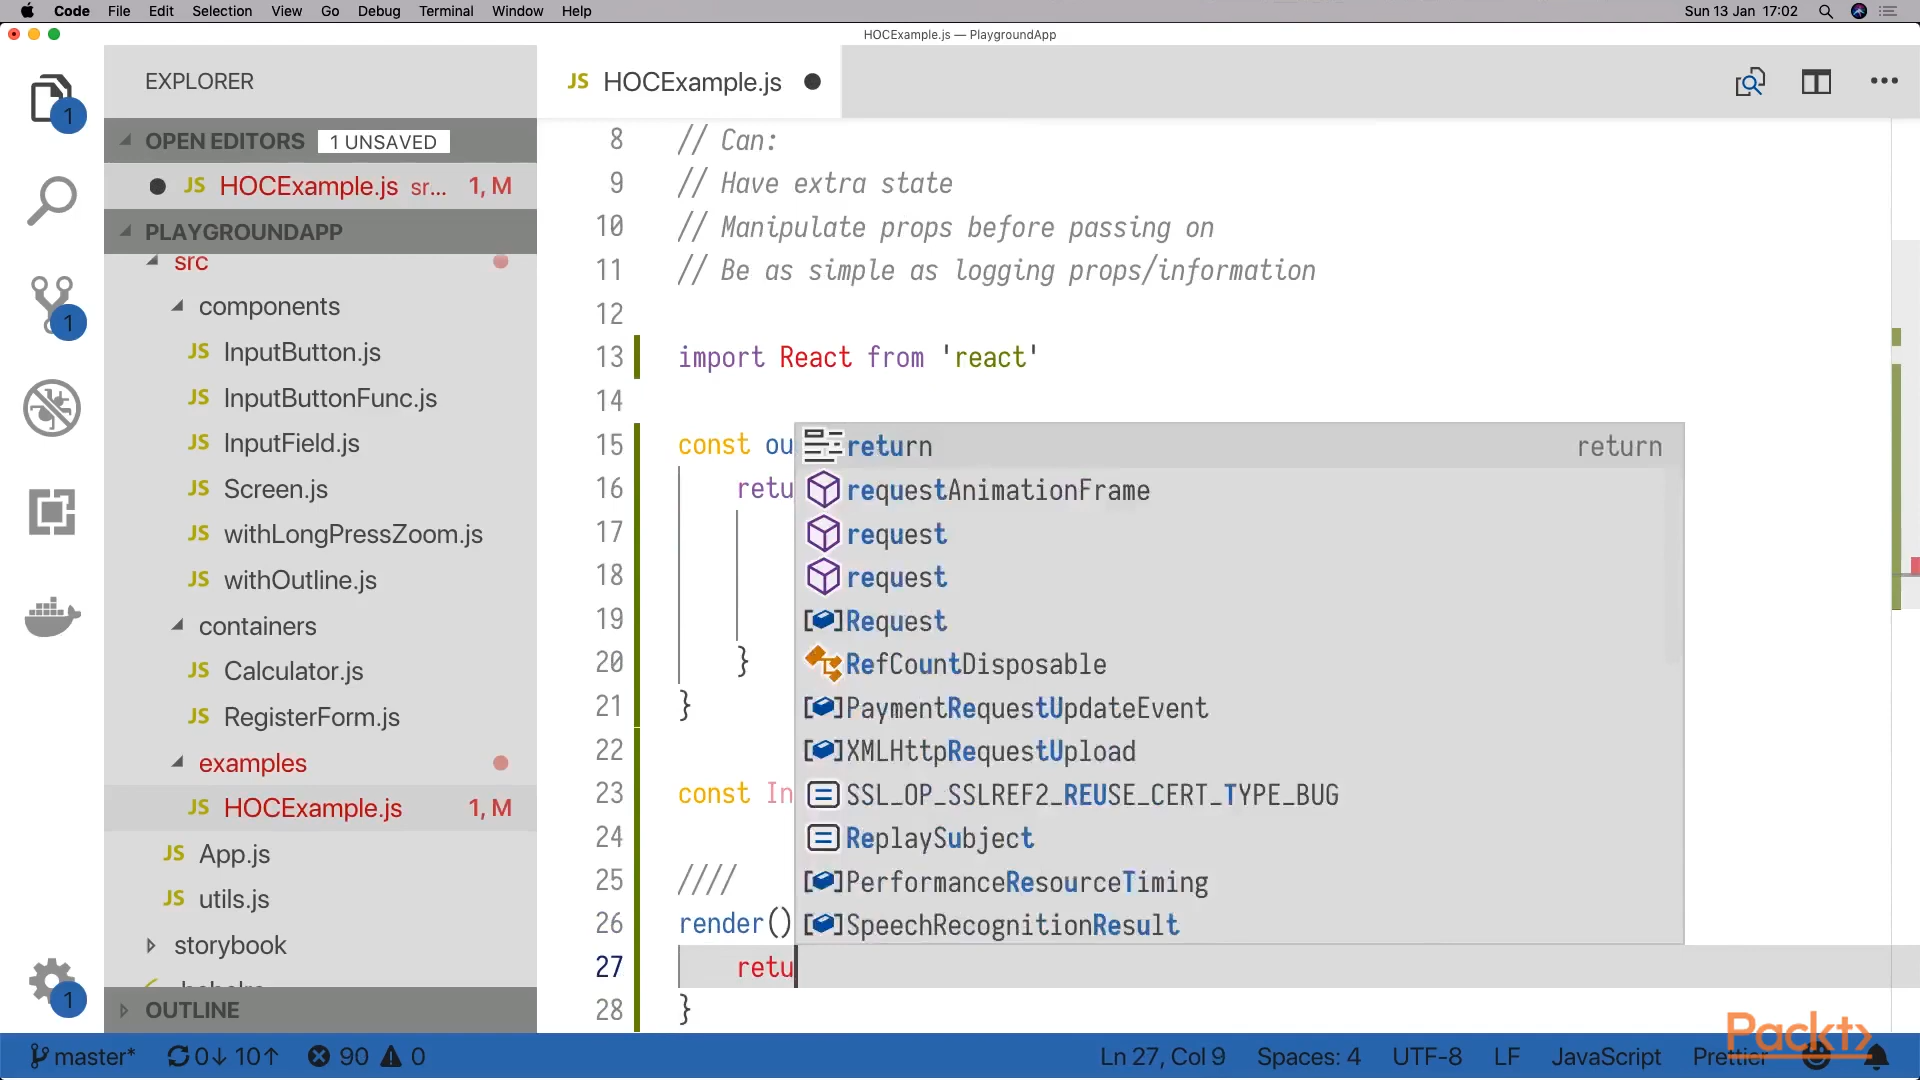 Code File Edit Selection View Go Debug Terminal Window Help Sun 13 Jan 17:02
HOCExample.js — PlaygroundApp
EXPLORER
JS HOCExample.js
OPEN EDITORS 1 UNSAVED
JS HOCExample.js sr... 1, M
PLAYGROUNDAPP
src
components
JS InputButton.js
JS InputButtonFunc.js
JS InputField.js
JS Screen.js
JS withLongPressZoom.js
JS withOutline.js
containers
JS Calculator.js
JS RegisterForm.js
examples
JS HOCExample.js 1, M
JS App.js
JS utils.js
storybook
OUTLINE
1
1
1
8 // Can:
9 // Have extra state
10 // Manipulate props before passing on
11 // Be as simple as logging props/information
12
13 import React from 'react'
14
15 const ou
16 retu
17
18
19
20 }
21 }
22
23 const In
24
25 ////
26 render()
27 retu
28 }
return return
requestAnimationFrame
request
request
Request
RefCountDisposable
PaymentRequestUpdateEvent
XMLHttpRequestUpload
SSL_OP_SSLREF2_REUSE_CERT_TYPE_BUG
ReplaySubject
PerformanceResourceTiming
SpeechRecognitionResult
Packt>
master* 0↓ 10↑ 90 0 Ln 27, Col 9 Spaces: 4 UTF-8 LF JavaScript Prettier